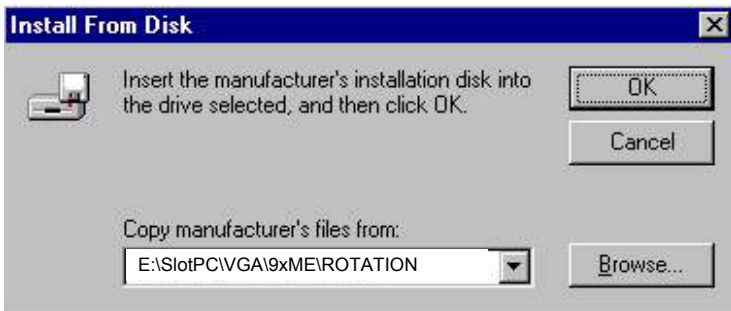 Install From Disk
Insert the manufacturer's installation disk into
the drive selected, and then click OK.
OK
Cancel
Copy manufacturer's files from:
E:\SlotPC\VGA\9xME\ROTATION
Browse...